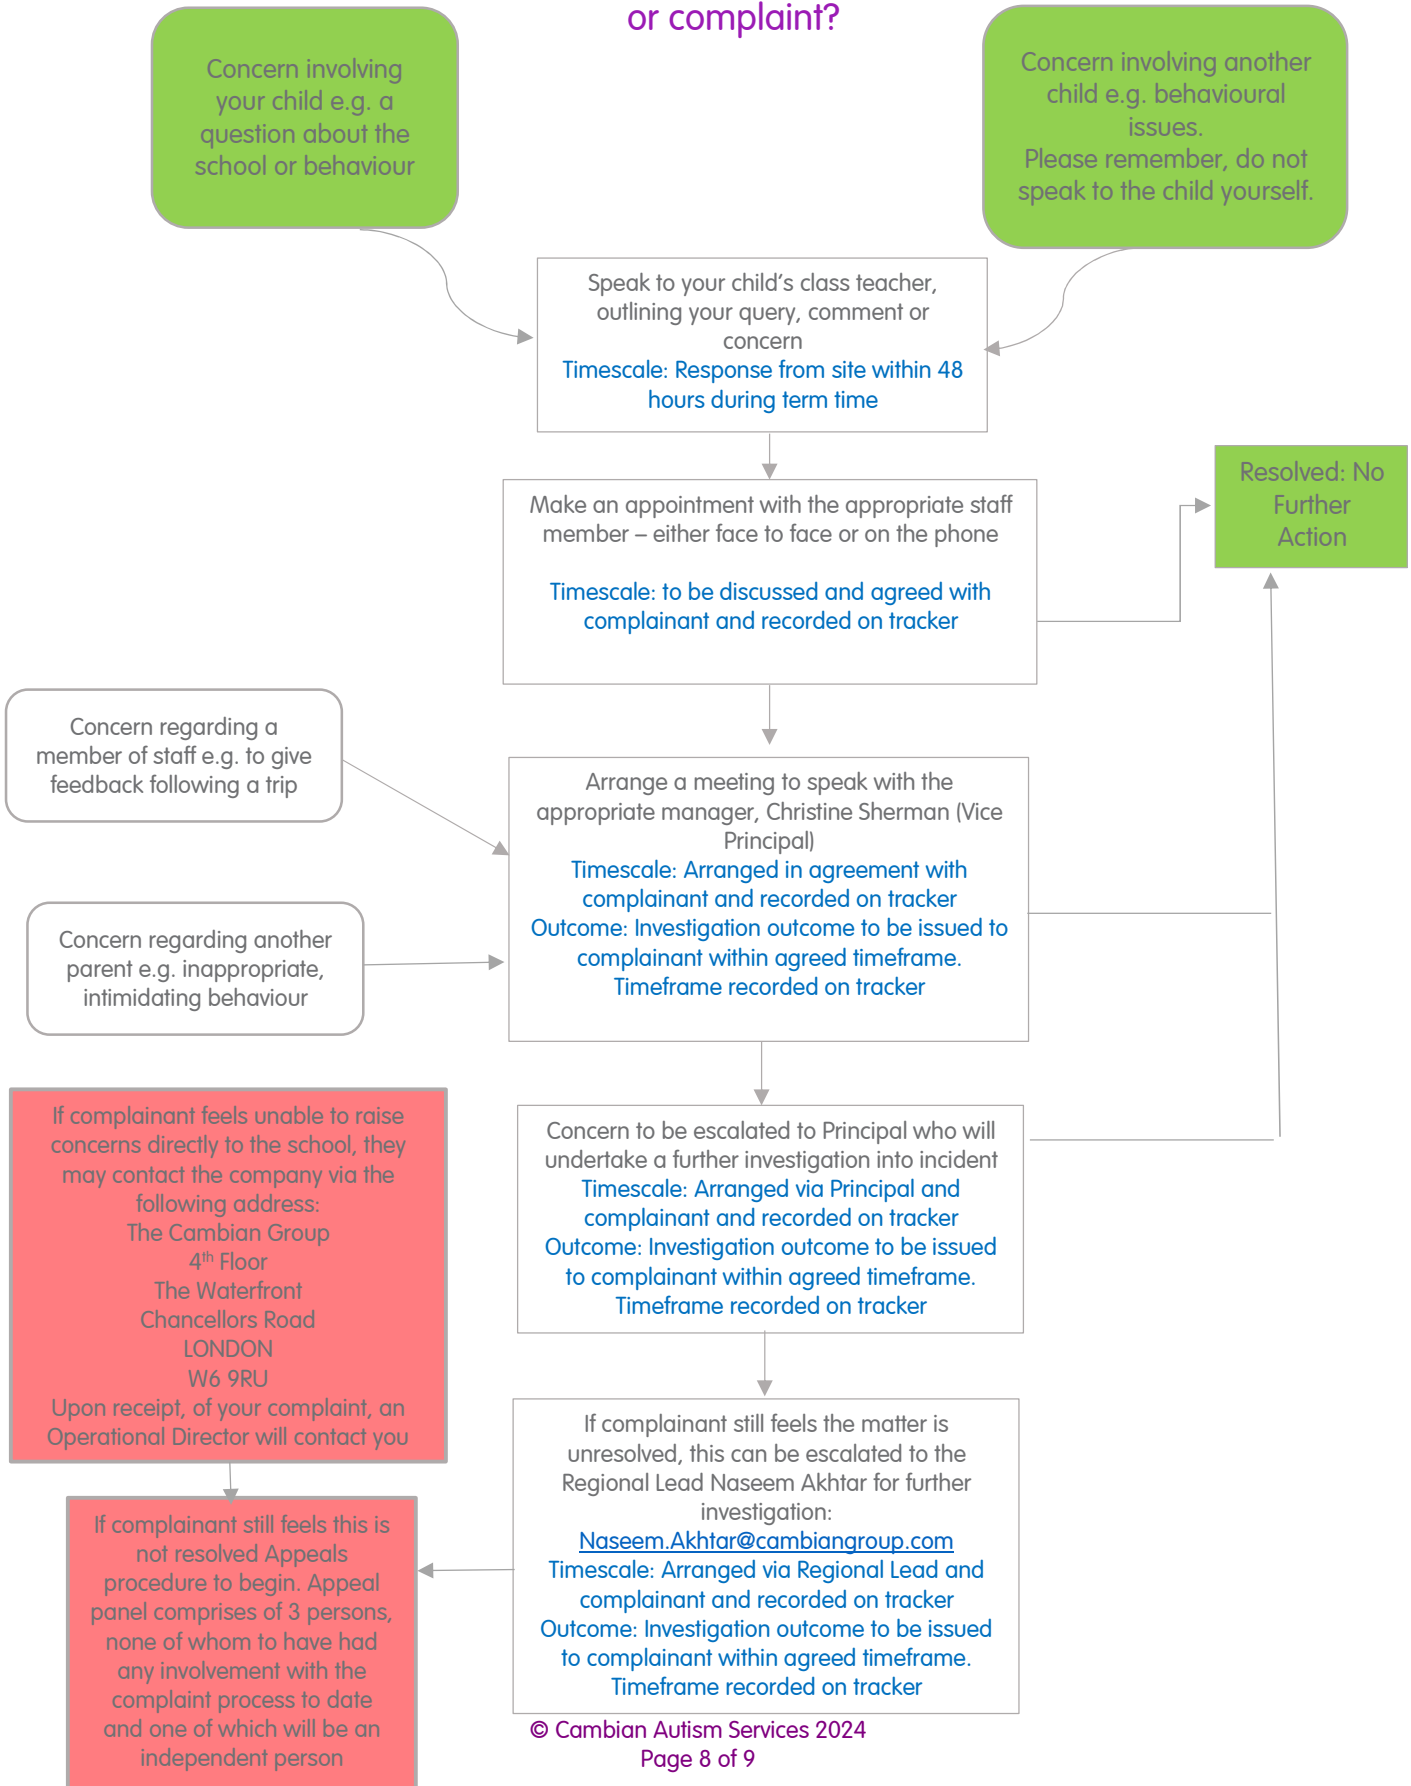 or complaint?
Concern involving
your child e.g. a
question about the
school or behaviour
Concern involving another
child e.g. behavioural
issues.
Please remember, do not
speak to the child yourself.
Speak to your child's class teacher,
outlining your query, comment or
concern
Timescale: Response from site within 48
hours during term time
Resolved: No
Further
Action
Make an appointment with the appropriate staff
member – either face to face or on the phone
Timescale: to be discussed and agreed with
complainant and recorded on tracker
Concern regarding a
member of staff e.g. to give
feedback following a trip
Arrange a meeting to speak with the
appropriate manager, Christine Sherman (Vice
Principal)
Timescale: Arranged in agreement with
complainant and recorded on tracker
Outcome: Investigation outcome to be issued to
complainant within agreed timeframe.
Timeframe recorded on tracker
Concern regarding another
parent e.g. inappropriate,
intimidating behaviour
If complainant feels unable to raise
concerns directly to the school, they
may contact the company via the
following address:
The Cambian Group
4th Floor
The Waterfront
Chancellors Road
LONDON
W6 9RU
Upon receipt, of your complaint, an
Operational Director will contact you
Concern to be escalated to Principal who will
undertake a further investigation into incident
Timescale: Arranged via Principal and
complainant and recorded on tracker
Outcome: Investigation outcome to be issued
to complainant within agreed timeframe.
Timeframe recorded on tracker
If complainant still feels the matter is
unresolved, this can be escalated to the
Regional Lead Naseem Akhtar for further
investigation:
Naseem.Akhtar@cambiangroup.com
Timescale: Arranged via Regional Lead and
complainant and recorded on tracker
Outcome: Investigation outcome to be issued
to complainant within agreed timeframe.
Timeframe recorded on tracker
If complainant still feels this is
not resolved Appeals
procedure to begin. Appeal
panel comprises of 3 persons,
none of whom to have had
any involvement with the
complaint process to date
and one of which will be an
independent person
© Cambian Autism Services 2024
Page 8 of 9